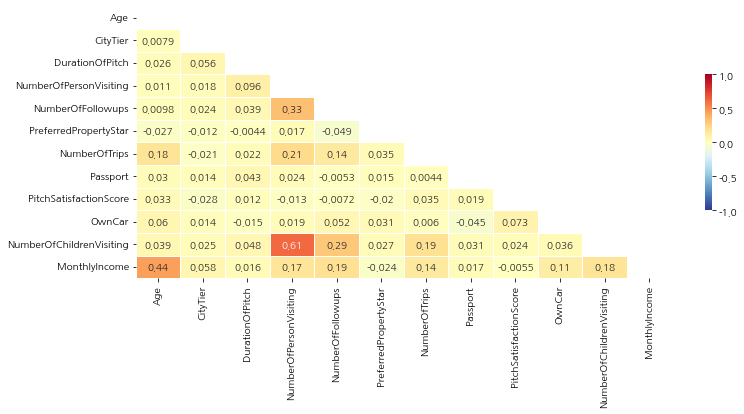 Age
CityTier 0,0079
DurationOfPitch 0,026 0,056
NumberOfPersonVisiting 0,011 0,018 0,096
NumberOfFollowups 0,0098 0,024 0,039 0,33
PreferredPropertyStar -0,027 -0,012 -0,0044 0,017 -0,049
NumberOfTrips 0,18 -0,021 0,022 0,21 0,14 0,035
Passport 0,03 0,014 0,043 0,024 -0,0053 0,015 0,0044
PitchSatisfactionScore 0,033 -0,028 0,012 -0,013 -0,0072 -0,02 0,035 0,019
OwnCar 0,06 0,014 -0,015 0,019 0,052 0,031 0,006 -0,045 0,073
NumberOfChildrenVisiting 0,039 0,025 0,048 0,61 0,29 0,027 0,19 0,031 0,024 0,036
MonthlyIncome 0,44 0,058 0,016 0,17 0,19 -0,024 0,14 0,017 -0,0055 0,11 0,18
Age
CityTier
DurationOfPitch
NumberOfPersonVisiting
NumberOfFollowups
PreferredPropertyStar
NumberOfTrips
Passport
PitchSatisfactionScore
OwnCar
NumberOfChildrenVisiting
MonthlyIncome
1,0
0,5
0,0
-0,5
-1,0